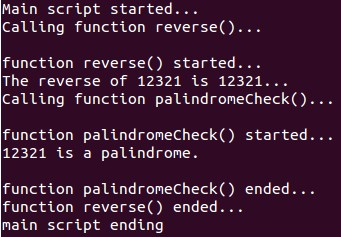 Main script started...
Calling function reverse()...
function reverse() started...
The reverse of 12321 is 12321...
Calling function palindromeCheck()...
function palindromeCheck() started...
12321 is a palindrome.
function palindromeCheck() ended...
function reverse() ended...
main script ending